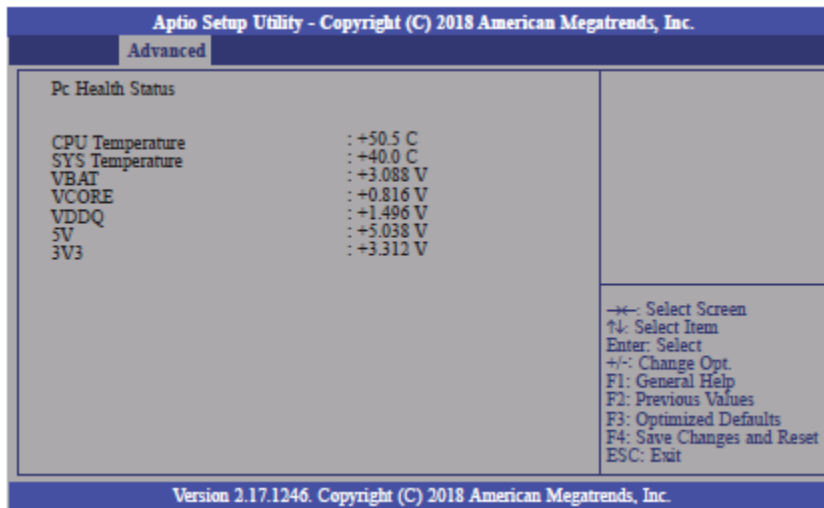 Aptio Setup Utility - Copyright (C) 2018 American Megatrends, Inc.
Advanced
Pc Health Status
CPU Temperature : +50.5 C
SYS Temperature : +40.0 C
VBAT : +3.088 V
VCORE : +0.816 V
VDDQ : +1.496 V
5V : +5.038 V
3V3 : +3.312 V
→←: Select Screen
↑↓: Select Item
Enter: Select
+/-: Change Opt.
F1: General Help
F2: Previous Values
F3: Optimized Defaults
F4: Save Changes and Reset
ESC: Exit
Version 2.17.1246. Copyright (C) 2018 American Megatrends, Inc.